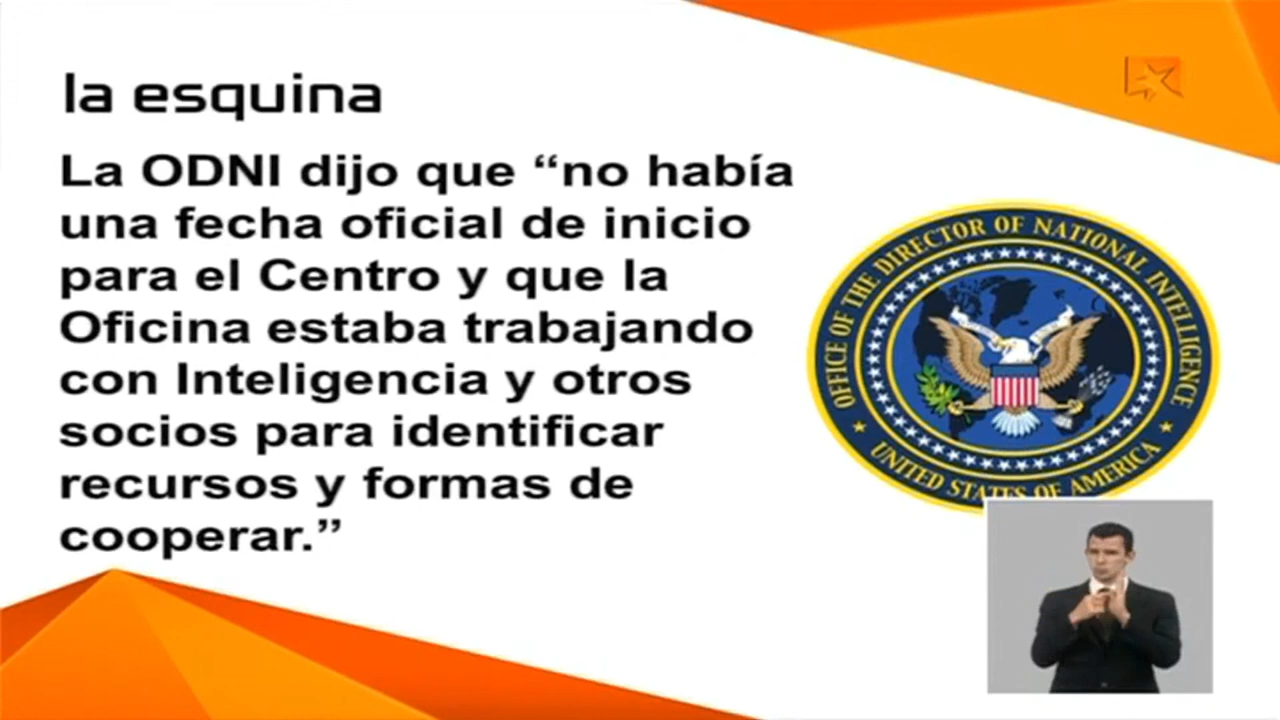 la esquina
La ODNI dijo que “no había
una fecha oficial de inicio
para el Centro y que la
Oficina estaba trabajando
con Inteligencia y otros
socios para identificar
recursos y formas de
cooperar.”
OFFICE OF THE DIRECTOR OF NATIONAL INTELLIGENCE
UNITED STATES OF AMERICA